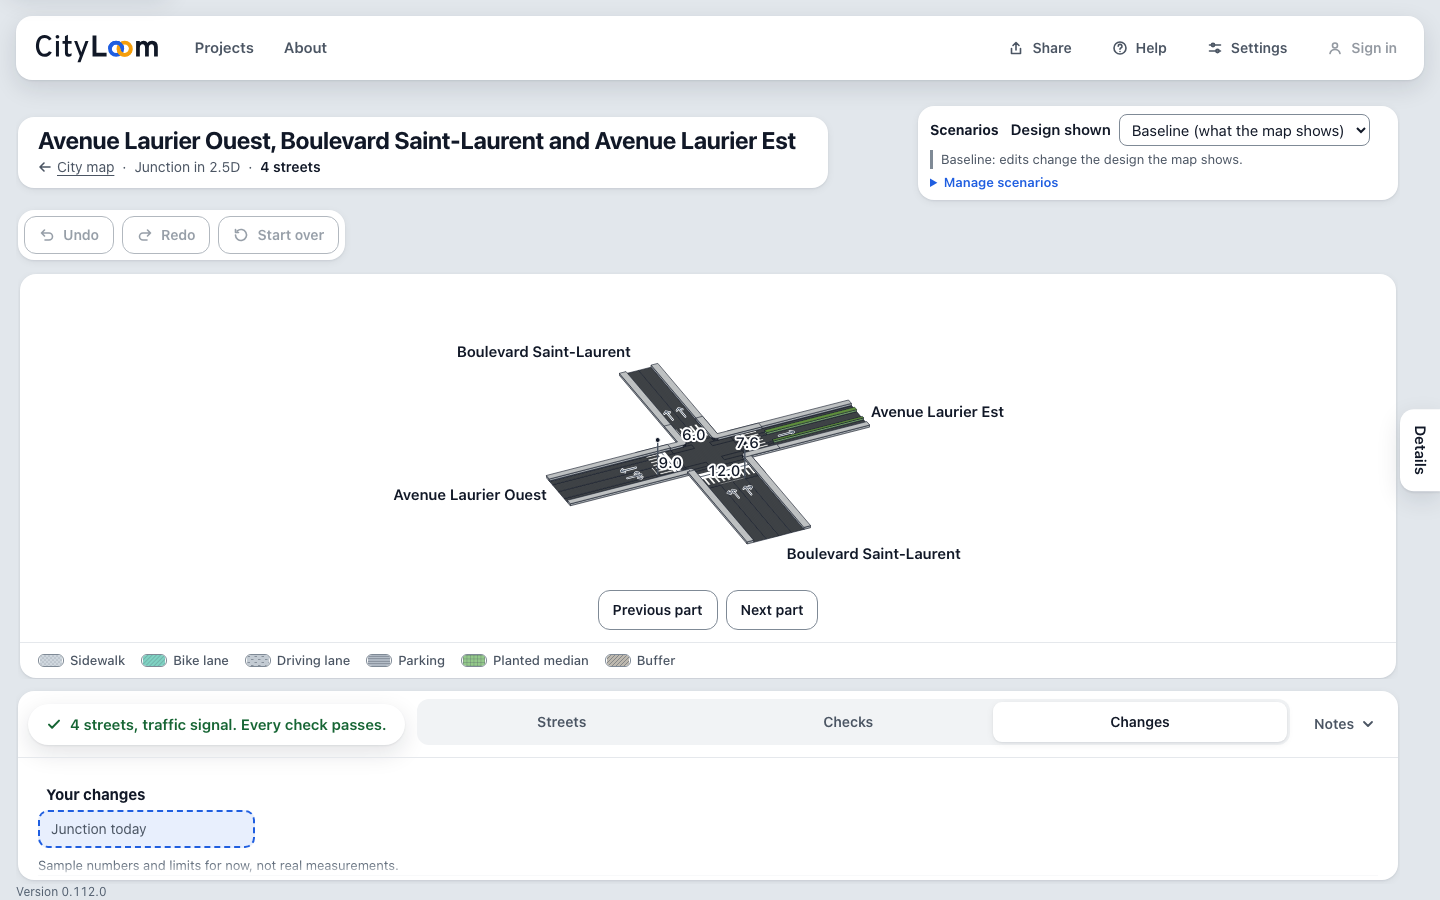 CityLoom
Projects
About
Share
Help
Settings
Sign in
Avenue Laurier Ouest, Boulevard Saint-Laurent and Avenue Laurier Est
← City map · Junction in 2.5D · 4 streets
Scenarios Design shown Baseline (what the map shows)
Baseline: edits change the design the map shows.
Manage scenarios
Undo
Redo
Start over
Boulevard Saint-Laurent
Avenue Laurier Est
6.0
7.6
9.0
12.0
Avenue Laurier Ouest
Boulevard Saint-Laurent
Details
Previous part
Next part
Sidewalk
Bike lane
Driving lane
Parking
Planted median
Buffer
4 streets, traffic signal. Every check passes.
Streets
Checks
Changes
Notes
Your changes
Junction today
Sample numbers and limits for now, not real measurements.
Version 0.112.0